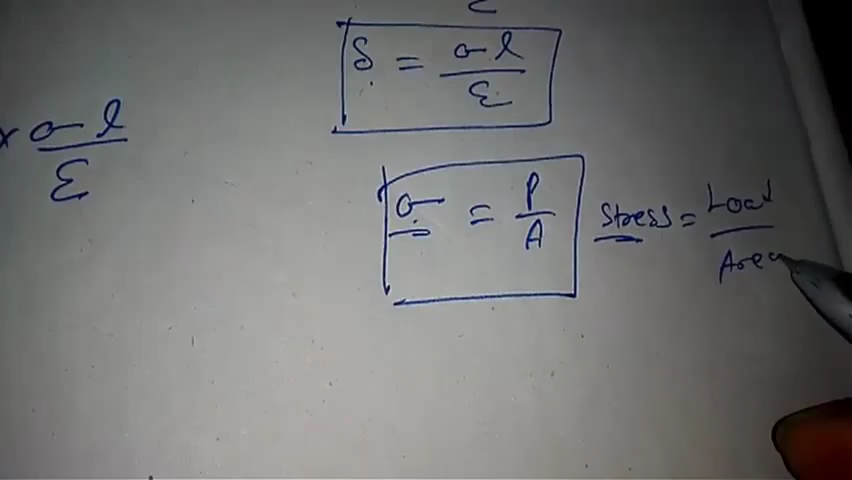 δ = σl/E
× σl/E
σ = P/A Stress = Load/Area